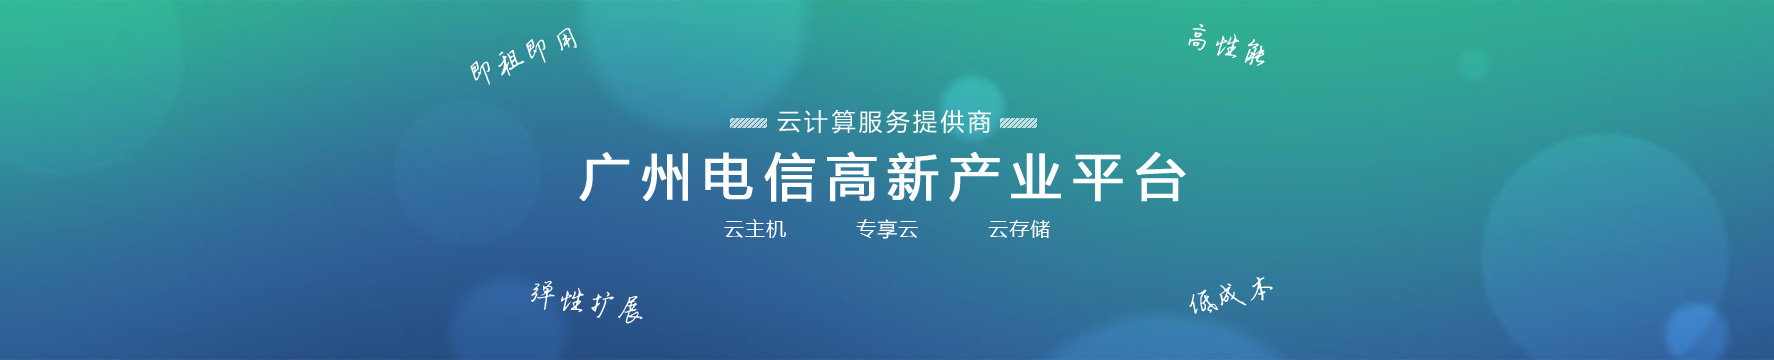 即租即用
高性能
云计算服务提供商
广州电信高新产业平台
云主机 专享云 云存储
弹性扩展
低成本